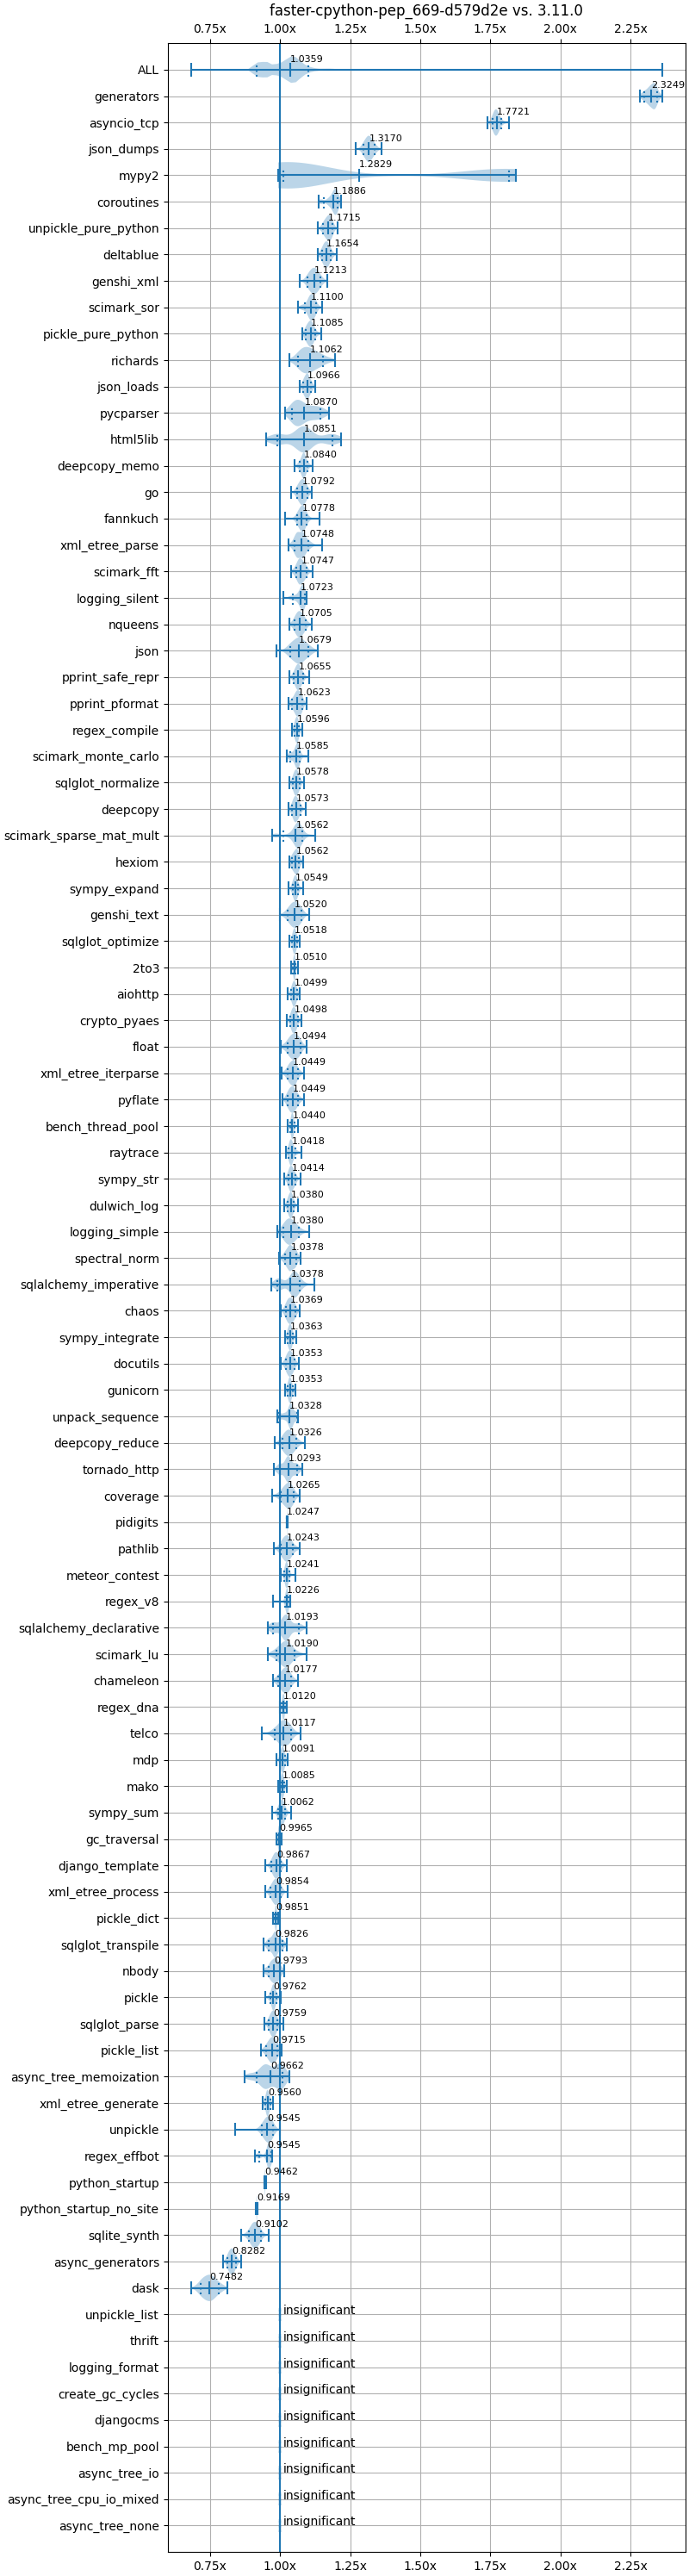 faster-cpython-pep_669-d579d2e vs. 3.11.0
0.75x 1.00x 1.25x 1.50x 1.75x 2.00x 2.25x
ALL 1.0359
generators 2.3249
asyncio_tcp 1.7721
json_dumps 1.3170
mypy2 1.2829
coroutines 1.1886
unpickle_pure_python 1.1715
deltablue 1.1654
genshi_xml 1.1213
scimark_sor 1.1100
pickle_pure_python 1.1085
richards 1.1062
json_loads 1.0966
pycparser 1.0870
html5lib 1.0851
deepcopy_memo 1.0840
go 1.0792
fannkuch 1.0778
xml_etree_parse 1.0748
scimark_fft 1.0747
logging_silent 1.0723
nqueens 1.0705
json 1.0679
pprint_safe_repr 1.0655
pprint_pformat 1.0623
regex_compile 1.0596
scimark_monte_carlo 1.0585
sqlglot_normalize 1.0578
deepcopy 1.0573
scimark_sparse_mat_mult 1.0562
hexiom 1.0562
sympy_expand 1.0549
genshi_text 1.0520
sqlglot_optimize 1.0518
2to3 1.0510
aiohttp 1.0499
crypto_pyaes 1.0498
float 1.0494
xml_etree_iterparse 1.0449
pyflate 1.0449
bench_thread_pool 1.0440
raytrace 1.0418
sympy_str 1.0414
dulwich_log 1.0380
logging_simple 1.0380
spectral_norm 1.0378
sqlalchemy_imperative 1.0378
chaos 1.0369
sympy_integrate 1.0363
docutils 1.0353
gunicorn 1.0353
unpack_sequence 1.0328
deepcopy_reduce 1.0326
tornado_http 1.0293
coverage 1.0265
pidigits 1.0247
pathlib 1.0243
meteor_contest 1.0241
regex_v8 1.0226
sqlalchemy_declarative 1.0193
scimark_lu 1.0190
chameleon 1.0177
regex_dna 1.0120
telco 1.0117
mdp 1.0091
mako 1.0085
sympy_sum 1.0062
gc_traversal 0.9965
django_template 0.9867
xml_etree_process 0.9854
pickle_dict 0.9851
sqlglot_transpile 0.9826
nbody 0.9793
pickle 0.9762
sqlglot_parse 0.9759
pickle_list 0.9715
async_tree_memoization 0.9662
xml_etree_generate 0.9560
unpickle 0.9545
regex_effbot 0.9545
python_startup 0.9462
python_startup_no_site 0.9169
sqlite_synth 0.9102
async_generators 0.8282
dask 0.7482
unpickle_list insignificant
thrift insignificant
logging_format insignificant
create_gc_cycles insignificant
djangocms insignificant
bench_mp_pool insignificant
async_tree_io insignificant
async_tree_cpu_io_mixed insignificant
async_tree_none insignificant
0.75x 1.00x 1.25x 1.50x 1.75x 2.00x 2.25x